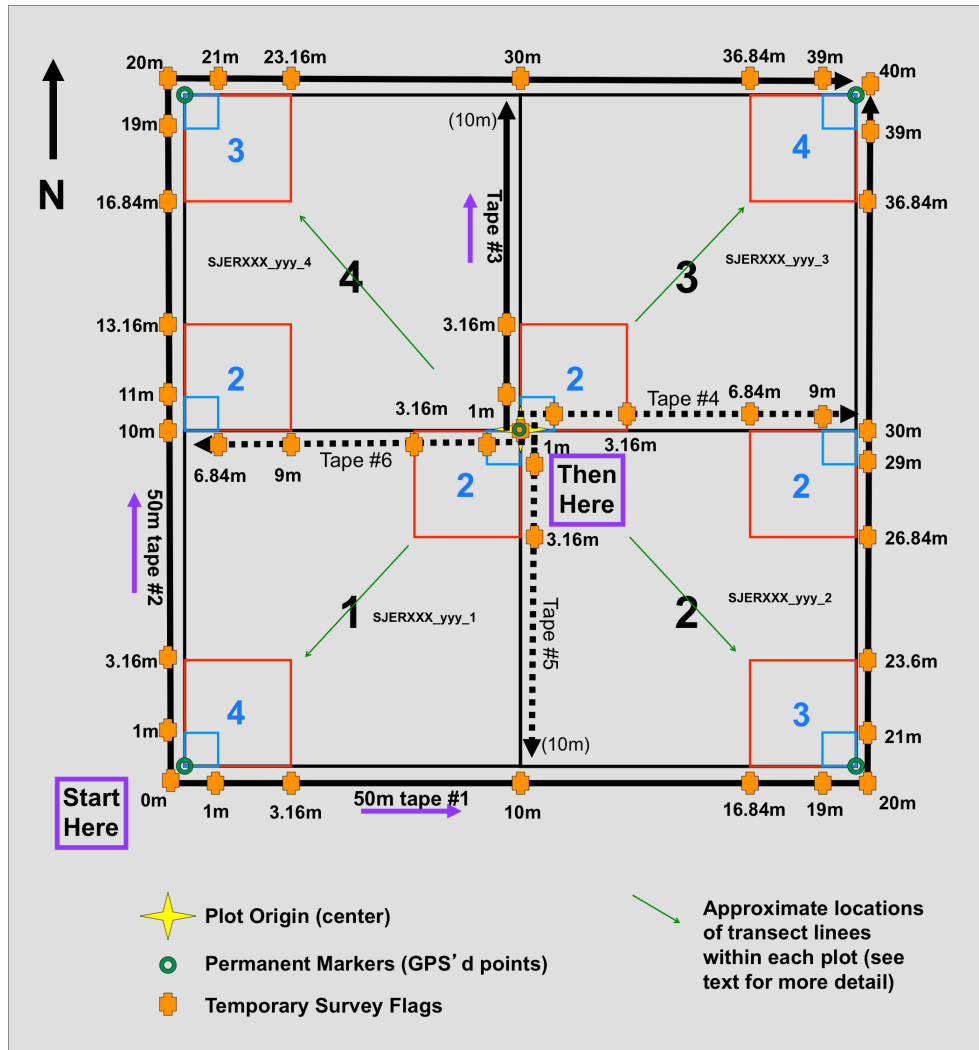 20m
21m
23.16m
30m
36.84m
39m
40m
N
19m
(10m)
39m
3
4
16.84m
Tape #3
36.84m
SJERXXX_yyy_4
4
3
SJERXXX_yyy_3
13.16m
3.16m
2
2
11m
3.16m
1m
Tape #4
6.84m
9m
10m
30m
6.84m
9m
Tape #6
1m
3.16m
29m
2
Then
Here
2
50m tape #2
3.16m
26.84m
1
SJERXXX_yyy_1
Tape #5
2
SJERXXX_yyy_2
3.16m
23.6m
4
3
1m
21m
(10m)
Start
Here
0m
1m
3.16m
50m tape #1
10m
16.84m
19m
20m
Plot Origin (center)
Permanent Markers (GPS’d points)
Temporary Survey Flags
Approximate locations
of transect linees
within each plot (see
text for more detail)